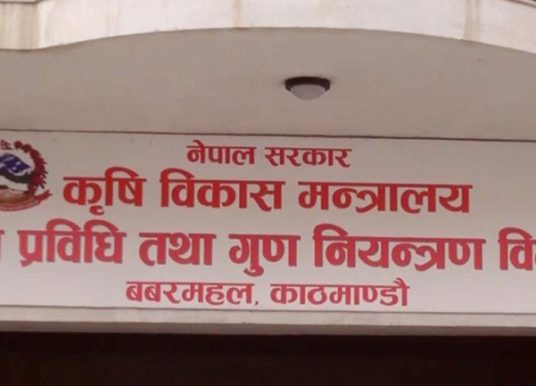 नेपाल सरकार
कृषि विकास मन्त्रालय
प्रविधि तथा गुण नियन्त्रण
बबरमहल, काठमाण्डौ